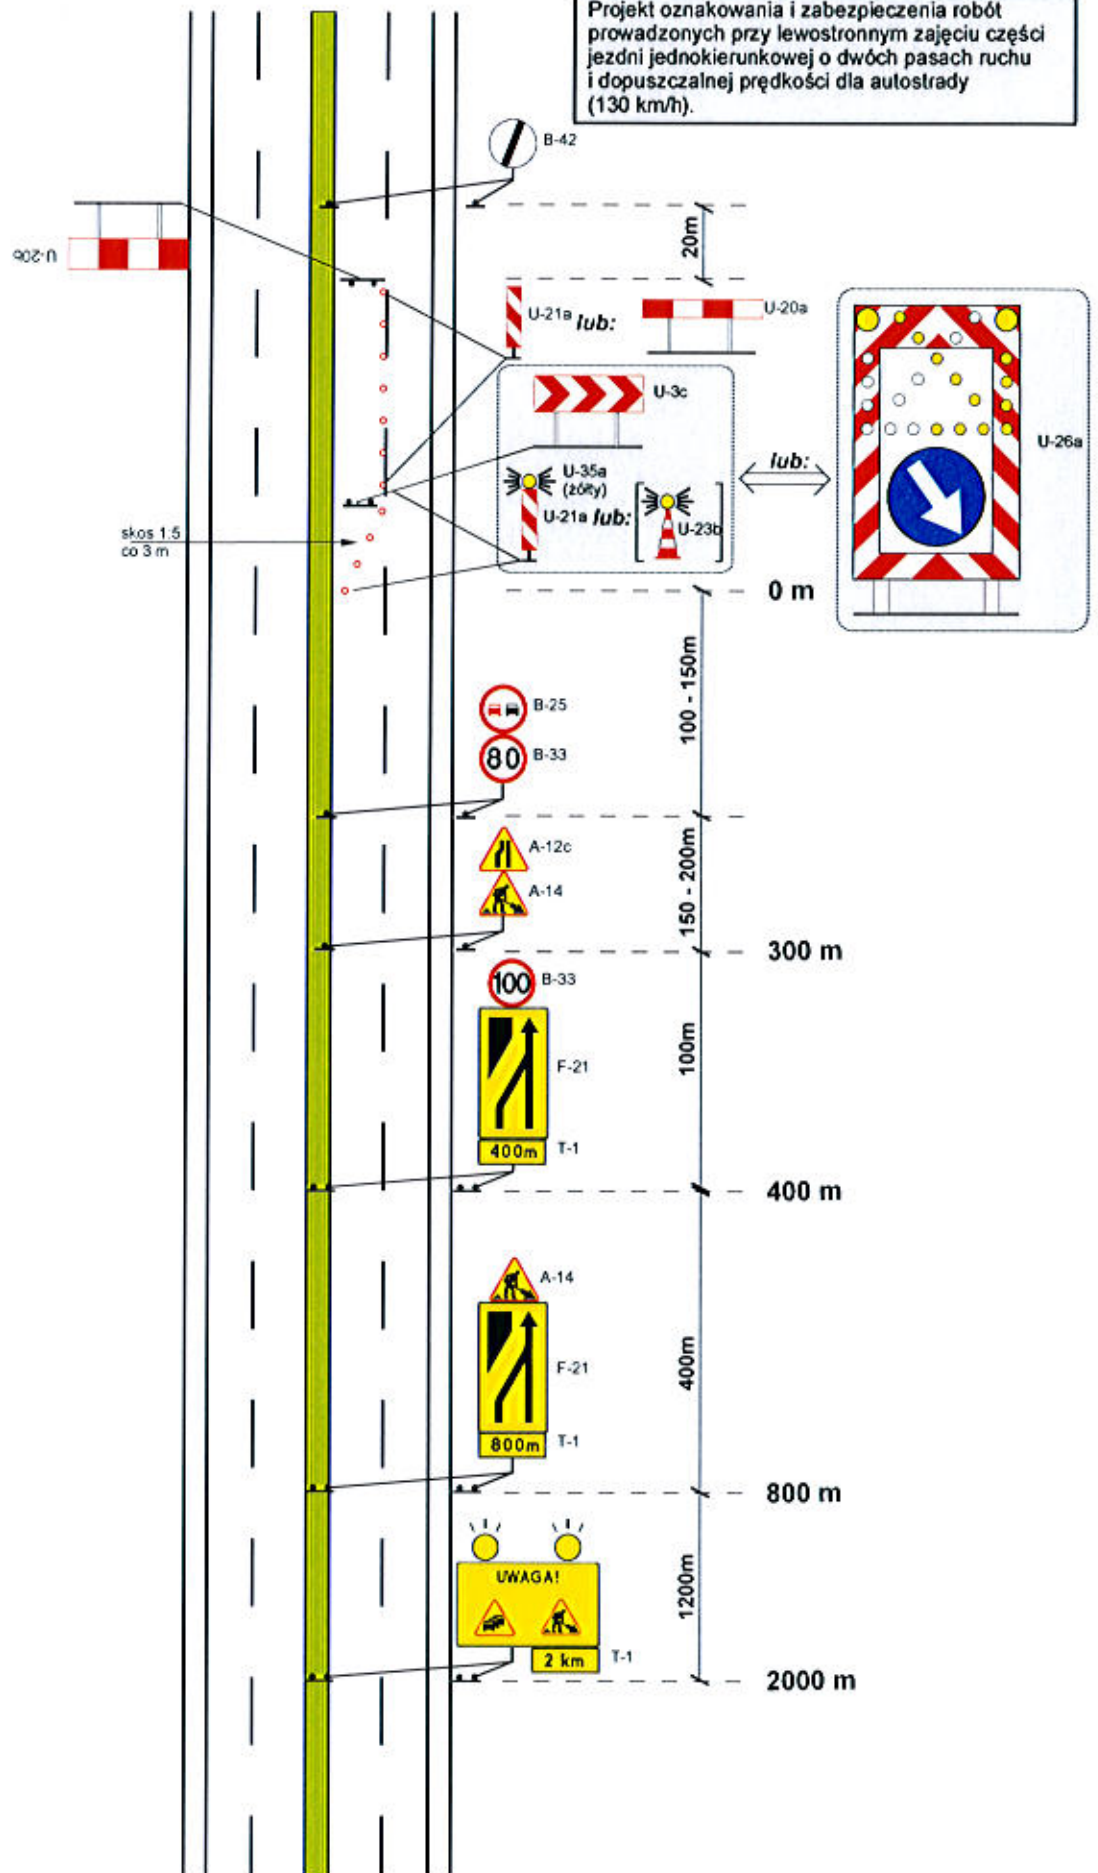 Projekt oznakowania i zabezpieczenia robót
prowadzonych przy lewostronnym zajęciu części
jezdni jednokierunkowej o dwóch pasach ruchu
i dopuszczalnej prędkości dla autostrady
(130 km/h).
B-42
20m
U-20b
U-21a lub:
U-20a
U-3c
U-35a
(żółty)
U-21a lub:
U-23b
lub:
U-26a
skos 1:5
co 3 m
0 m
100 - 150m
B-25
80
B-33
A-12c
A-14
150 - 200m
300 m
100
B-33
F-21
100m
400m
T-1
400 m
A-14
F-21
400m
800m
T-1
800 m
UWAGA!
1200m
2 km
T-1
2000 m